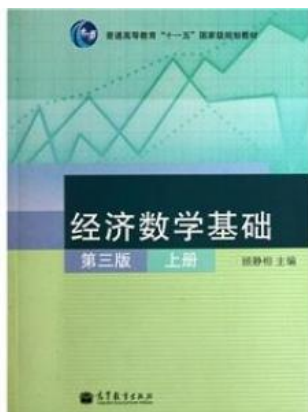 普通高等教育“十一五”国家级规划教材
经济数学基础
第三版 上册
顾静相 主编
高等教育出版社